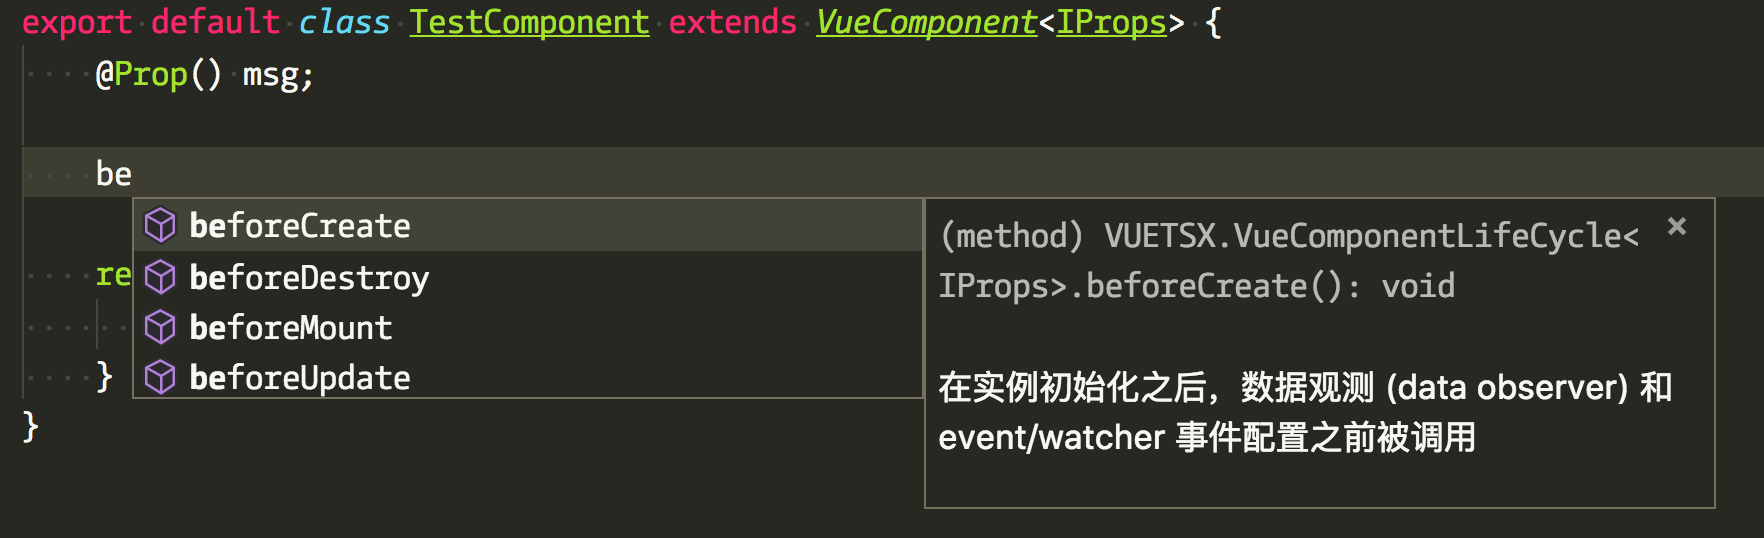 export default class TestComponent extends VueComponent<IProps> {
@Prop() msg;
be
beforeCreate
beforeDestroy
beforeMount
beforeUpdate
re
}
}
(method) VUETSX.VueComponentLifeCycle<
IProps>.beforeCreate(): void
在实例初始化之后，数据观测 (data observer) 和
event/watcher 事件配置之前被调用